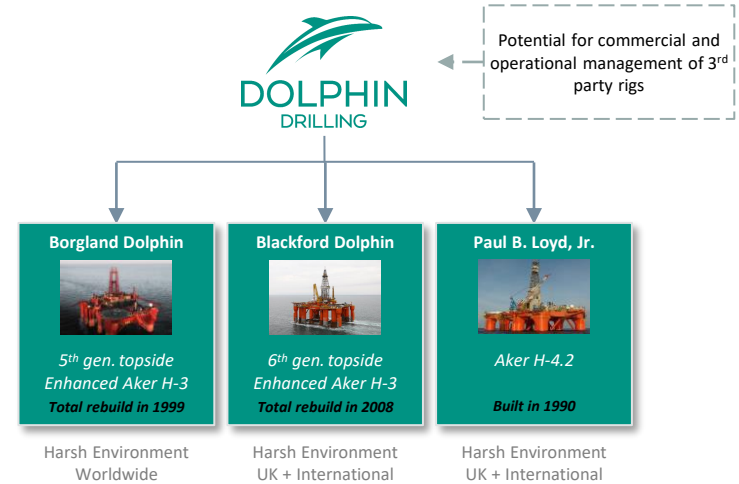 DOLPHIN
DRILLING
Potential for commercial and
operational management of 3rd
party rigs
Borgland Dolphin
5th gen. topside
Enhanced Aker H-3
Total rebuild in 1999
Harsh Environment
Worldwide
Blackford Dolphin
6th gen. topside
Enhanced Aker H-3
Total rebuild in 2008
Harsh Environment
UK + International
Paul B. Loyd, Jr.
Aker H-4.2
Built in 1990
Harsh Environment
UK + International